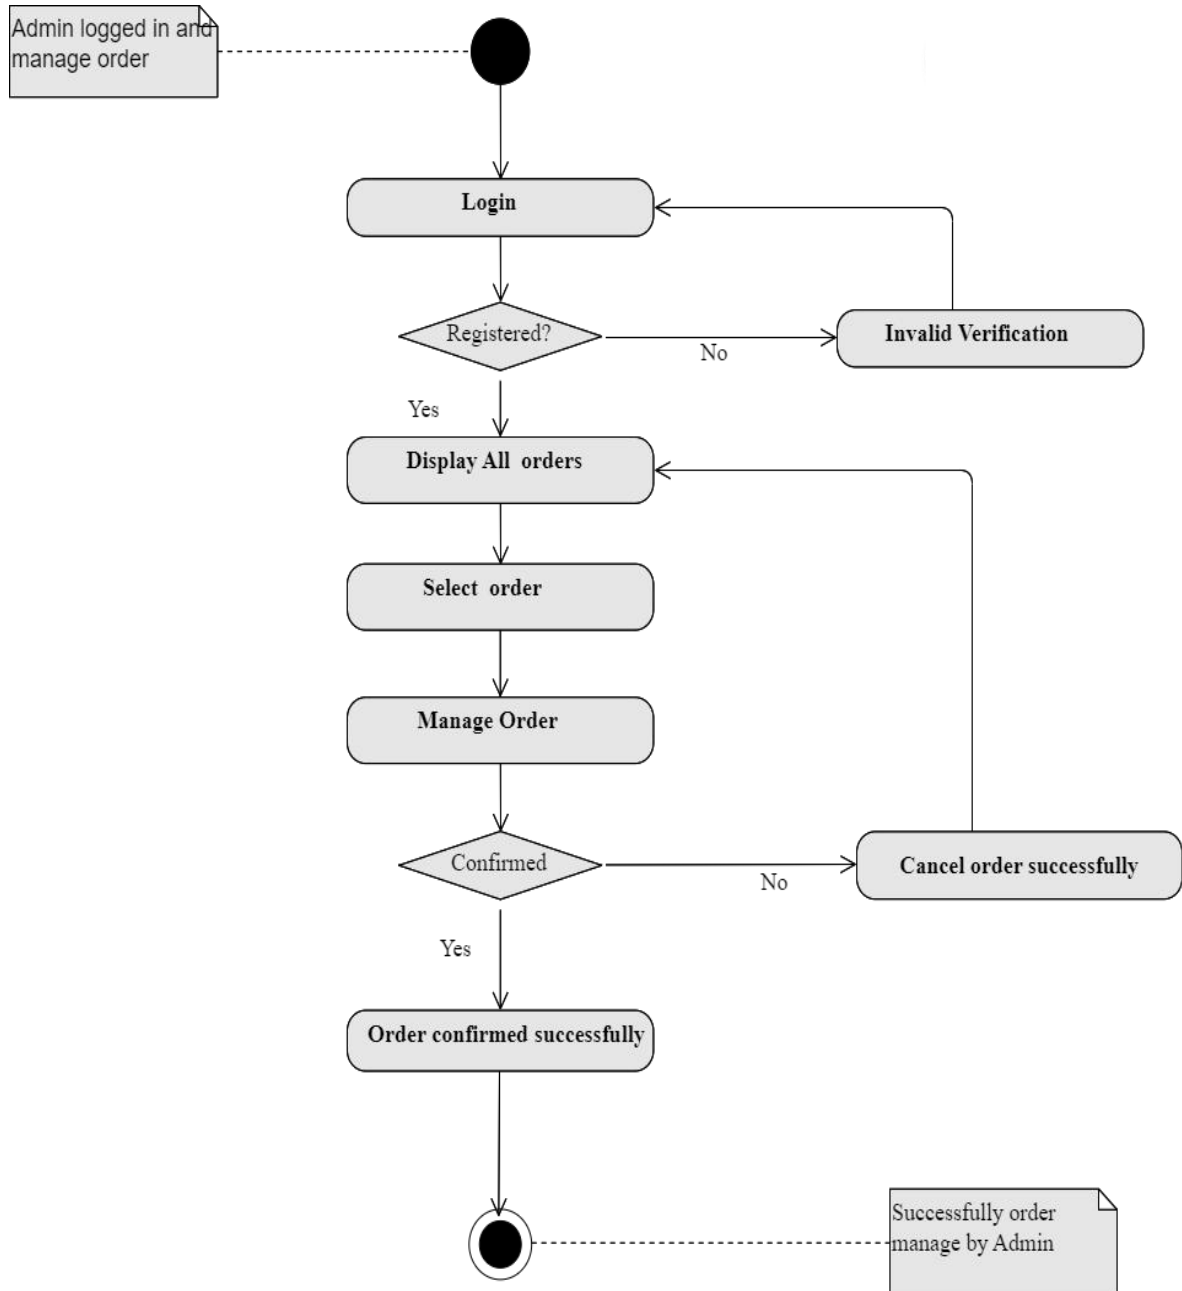 Admin logged in and
manage order
Login
Registered?
No
Invalid Verification
Yes
Display All orders
Select order
Manage Order
Confirmed
No
Cancel order successfully
Yes
Order confirmed successfully
Successfully order
manage by Admin